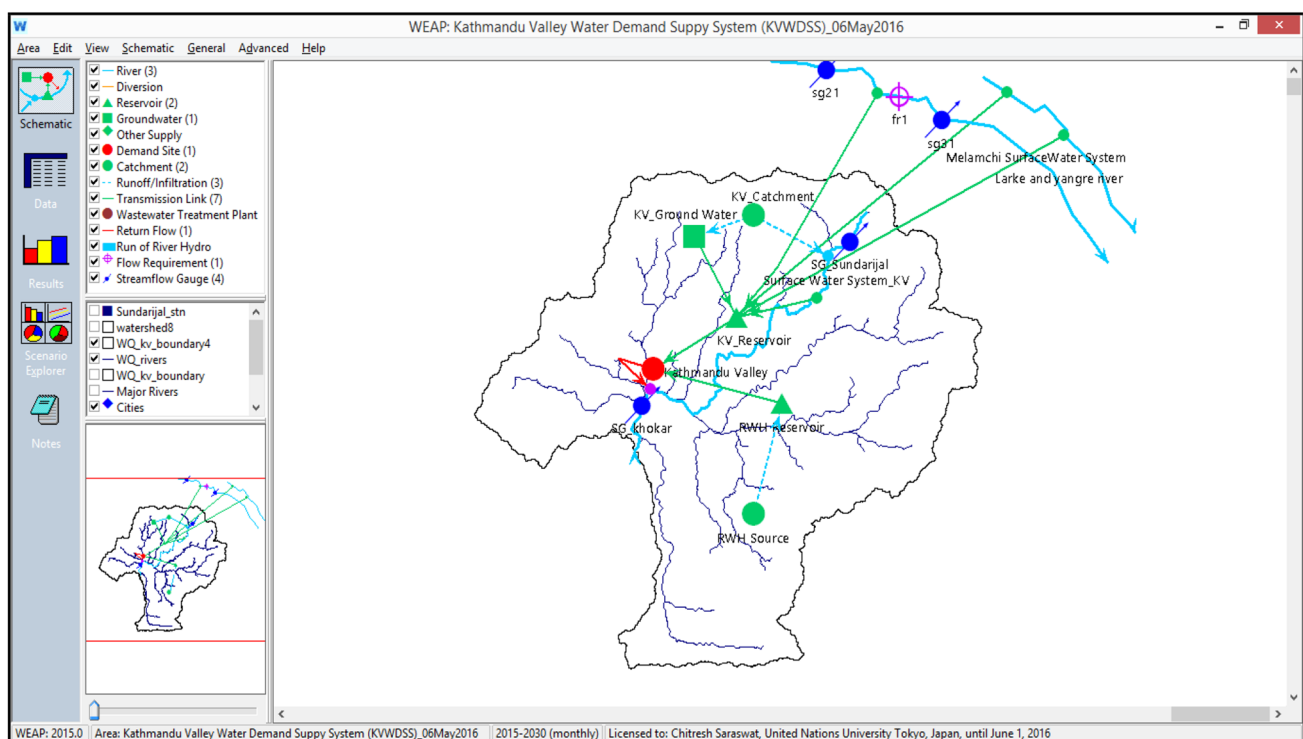 WEAP: Kathmandu Valley Water Demand Suppy System (KVWDSS)_06May2016
Area Edit View Schematic General Advanced Help
Schematic
Data
Results
Scenario
Explorer
Notes
River (3)
Diversion
Reservoir (2)
Groundwater (1)
Other Supply
Demand Site (1)
Catchment (2)
Runoff/Infiltration (3)
Transmission Link (7)
Wastewater Treatment Plant
Return Flow (1)
Run of River Hydro
Flow Requirement (1)
Streamflow Gauge (4)
Sundarijal_stn
watershed8
WQ_kv_boundary4
WQ_rivers
WQ_kv_boundary
Major Rivers
Cities
sg21
fr1
sg31
Melamchi SurfaceWater System
Larke and yangre river
KV_Catchment
KV_Ground Water
SG_Sundarijal
Surface Water System_KV
KV_Reservoir
Kathmandu Valley
SG_khokar
RWH Reservoir
RWH Source
WEAP: 2015.0 Area: Kathmandu Valley Water Demand Suppy System (KVWDSS)_06May2016 2015-2030 (monthly) Licensed to: Chitresh Saraswat, United Nations University Tokyo, Japan, until June 1, 2016